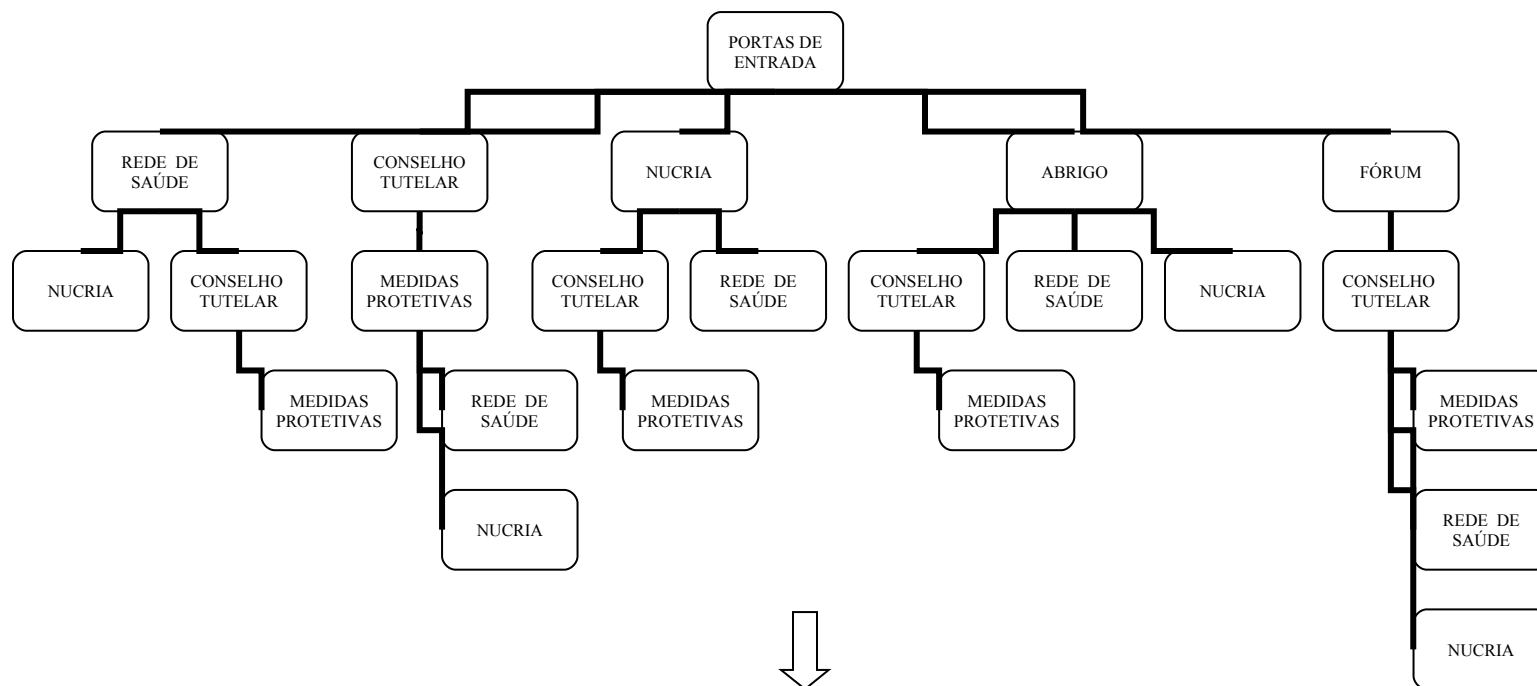 PORTAS DE
ENTRADA
REDE DE
SAÚDE
CONSELHO
TUTELAR
NUCRIA
ABRIGO
FÓRUM
NUCRIA
CONSELHO
TUTELAR
MEDIDAS
PROTETIVAS
CONSELHO
TUTELAR
REDE DE
SAÚDE
CONSELHO
TUTELAR
REDE DE
SAÚDE
NUCRIA
CONSELHO
TUTELAR
MEDIDAS
PROTETIVAS
REDE DE
SAÚDE
MEDIDAS
PROTETIVAS
MEDIDAS
PROTETIVAS
MEDIDAS
PROTETIVAS
NUCRIA
REDE DE
SAÚDE
NUCRIA